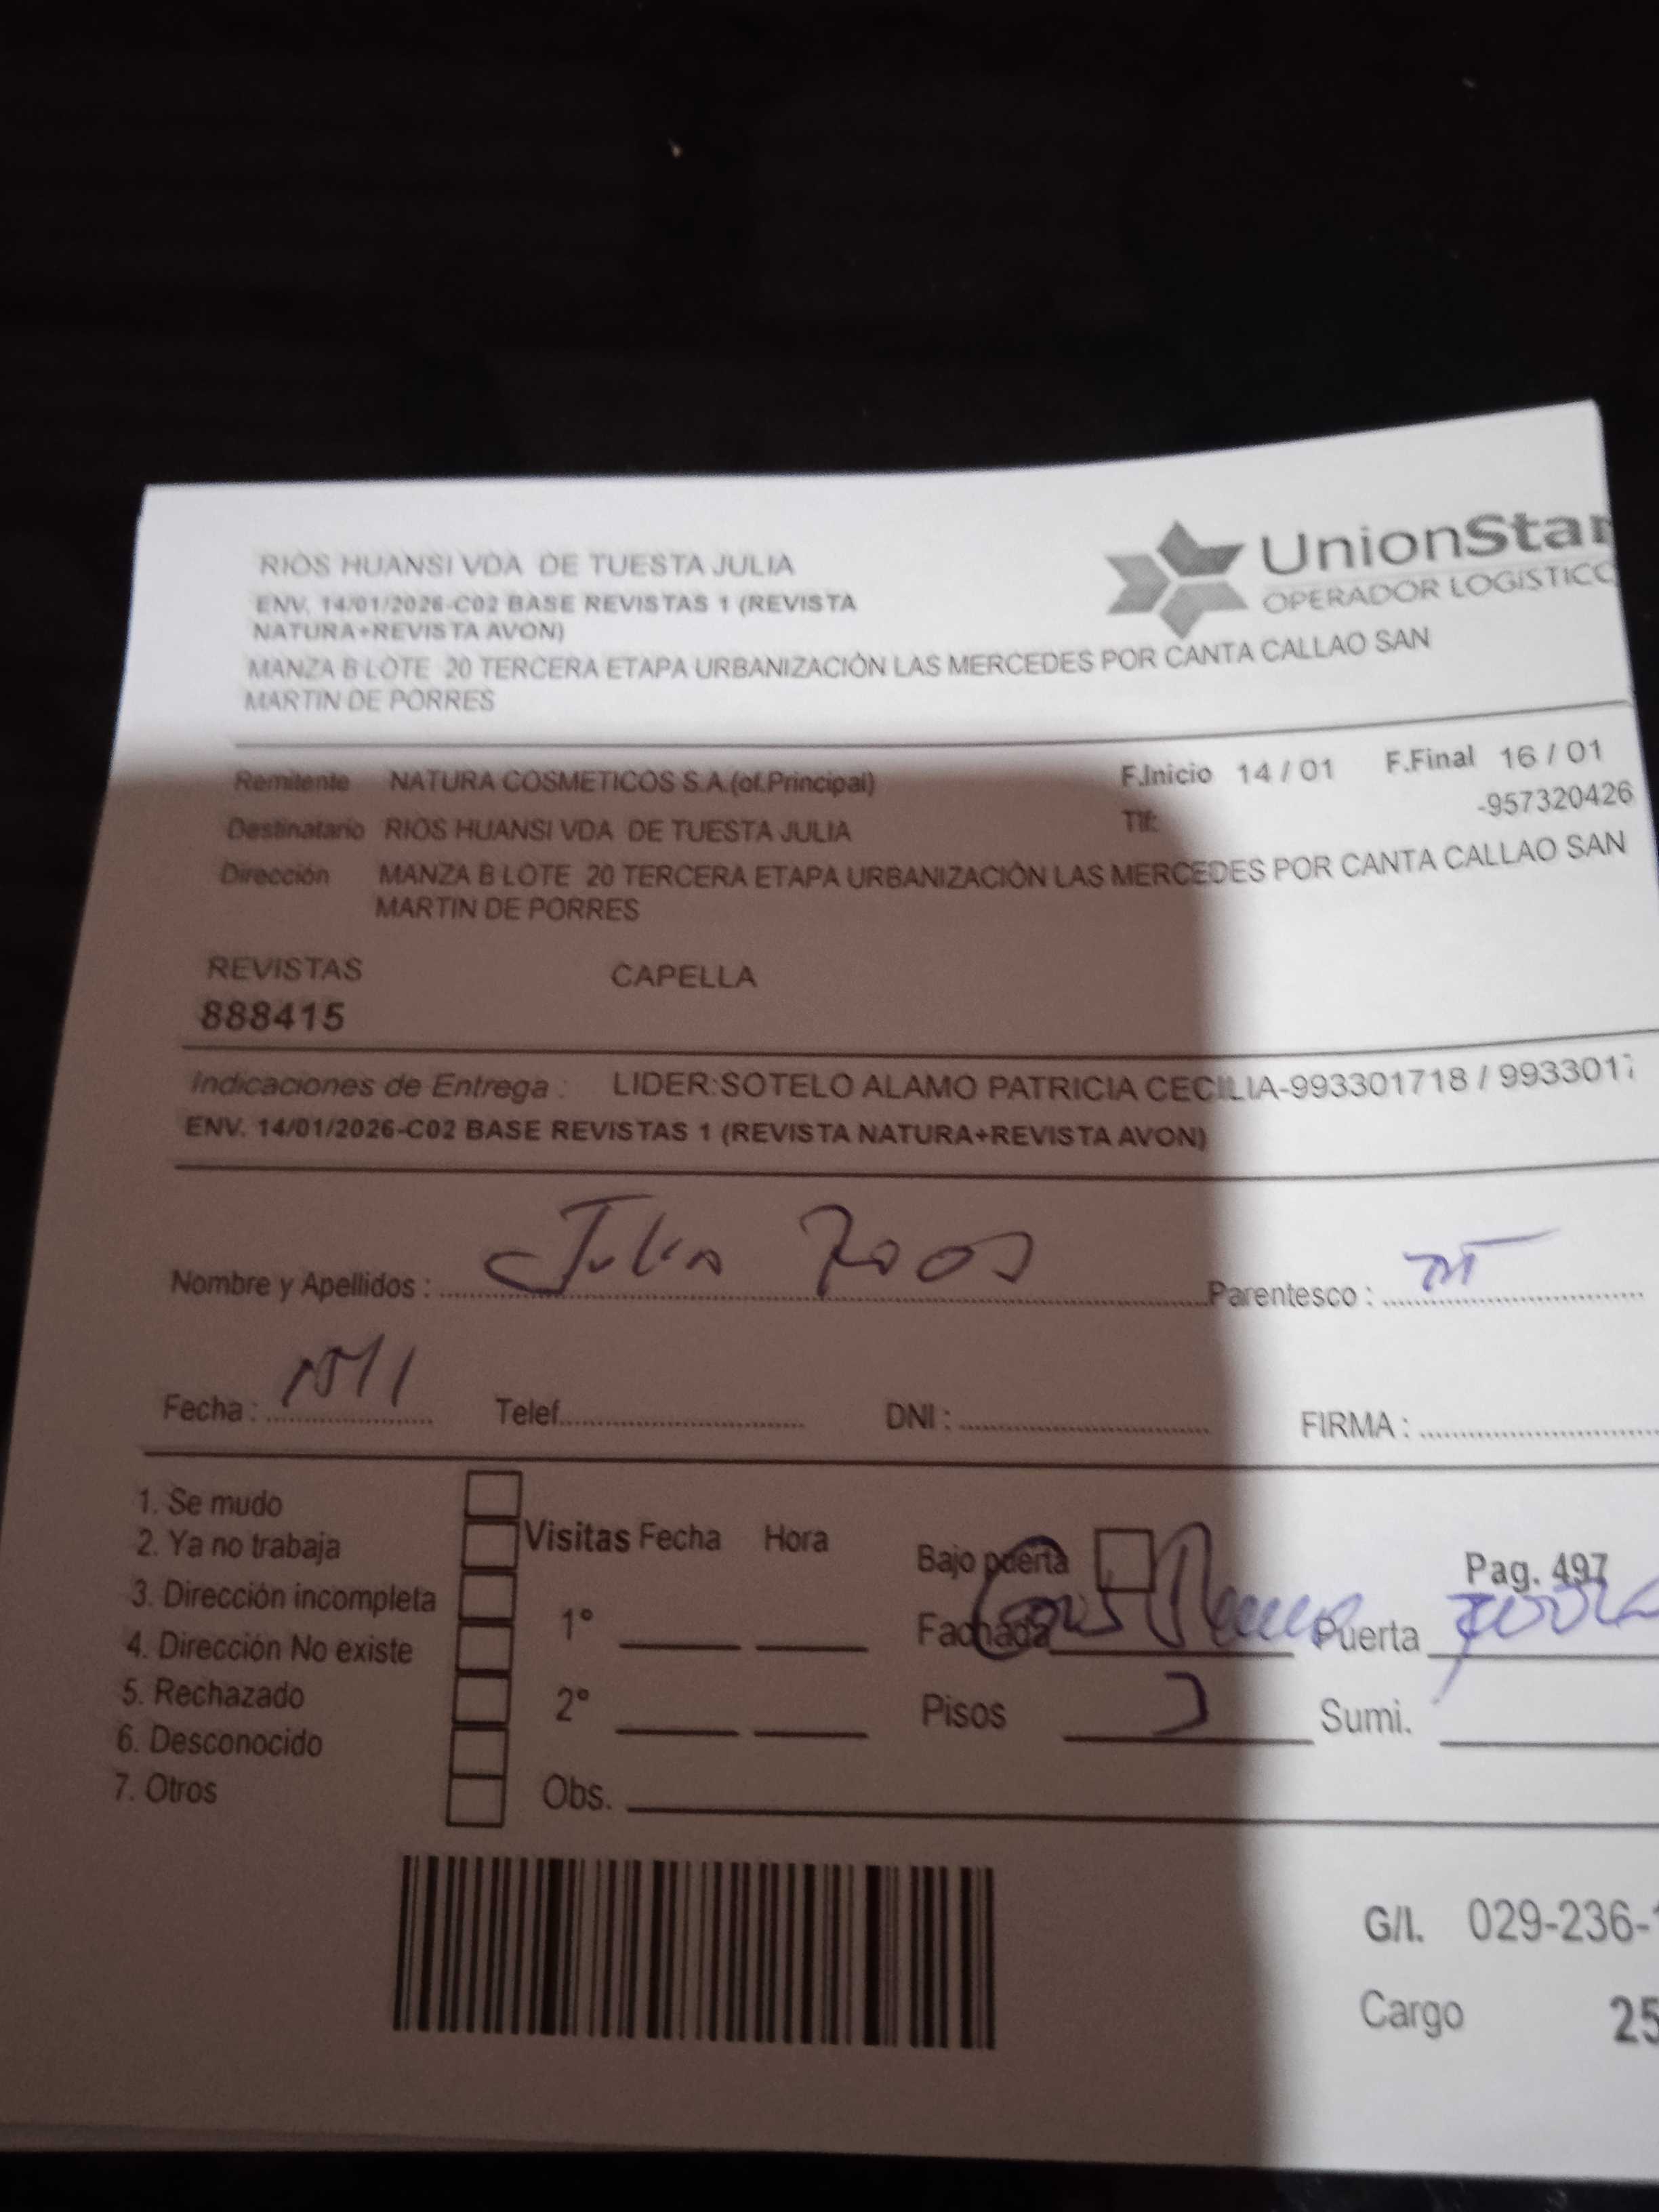 RIOS HUANSI VDA DE TUESTA JULIA
ENV. 14/01/2026-C02 BASE REVISTAS 1 (REVISTA
NATURA+REVISTA AVON)
MANZA B LOTE 20 TERCERA ETAPA URBANIZACIÓN LAS MERCEDES POR CANTA CALLAO SAN
MARTIN DE PORRES
UnionStar
OPERADOR LOGISTICO
Remitente NATURA COSMETICOS S.A.(of.Principal) F.Inicio 14 / 01 F.Final 16 / 01
Destinatario RIOS HUANSI VDA DE TUESTA JULIA Tlf: -957320426
Dirección MANZA B LOTE 20 TERCERA ETAPA URBANIZACIÓN LAS MERCEDES POR CANTA CALLAO SAN
MARTIN DE PORRES
REVISTAS CAPELLA
888415
Indicaciones de Entrega : LIDER:SOTELO ALAMO PATRICIA CECILIA-993301718 / 9933017
ENV. 14/01/2026-C02 BASE REVISTAS 1 (REVISTA NATURA+REVISTA AVON)
Nombre y Apellidos : Julia Parentesco :
Fecha : Telef. DNI : FIRMA :
1. Se mudo
2. Ya no trabaja
3. Dirección incompleta
4. Dirección No existe
5. Rechazado
6. Desconocido
7. Otros
Visitas Fecha Hora
1°
2°
Obs.
Bajo puerta Pag. 497
Fachada Puerta
Pisos Sumi.
G/I. 029-236-
Cargo 25